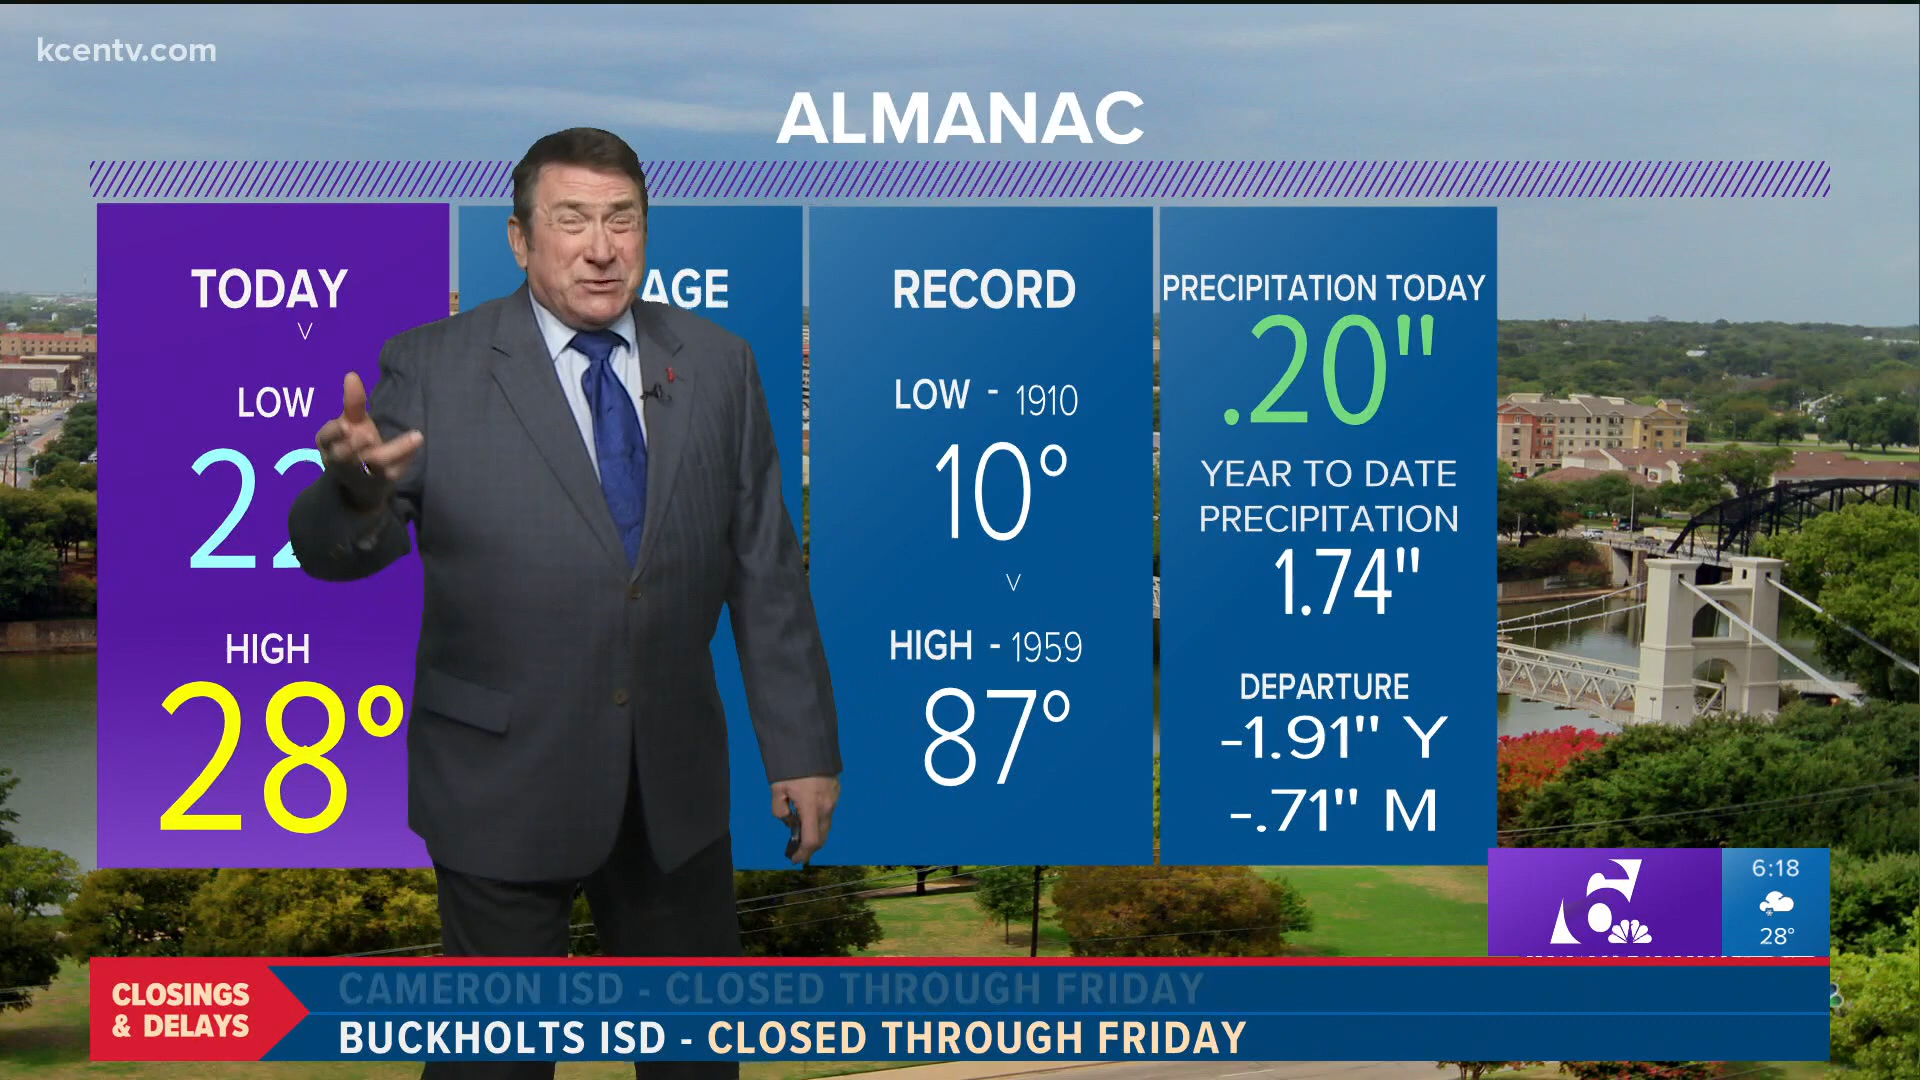 kcentv.com
ALMANAC
TODAY
LOW
HIGH
28°
RECORD
LOW - 1910
10°
HIGH - 1959
87°
PRECIPITATION TODAY
.20"
YEAR TO DATE
PRECIPITATION
1.74"
DEPARTURE
-1.91" Y
-.71" M
6
6:18
28°
CLOSINGS
& DELAYS
CAMERON ISD - CLOSED THROUGH FRIDAY
BUCKHOLTS ISD - CLOSED THROUGH FRIDAY